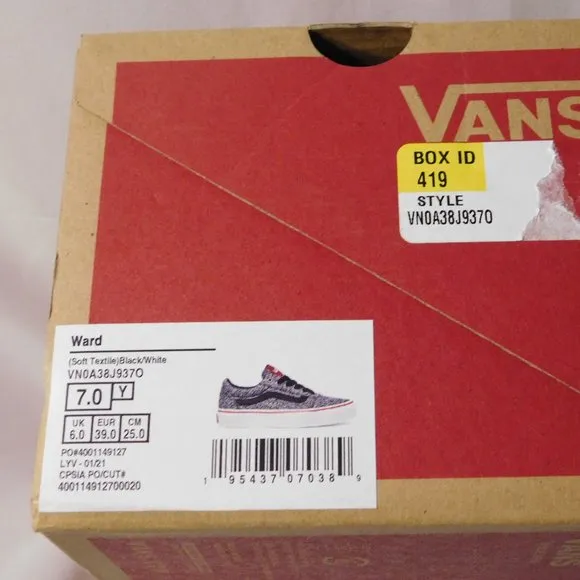 VANS
BOX ID
419
STYLE
VN0A38J937O
Ward
(Soft Textile)Black/White
VN0A38J937O
7.0 Y
UK EUR CM
6.0 39.0 25.0
PO#4001149127
LYV - 01/21
CPSIA PO/CUT#
400114912700020
1 95437 07038 9